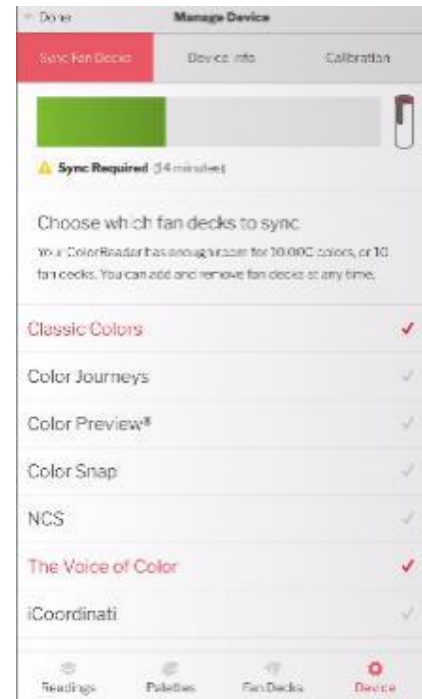 Done Manage Device
Sync Fan Decks Device Info Calibration
Sync Required (34 minutes)
Choose which fan decks to sync
Your ColorReader has enough room for 10,000 colors, or 10
fan decks. You can add and remove fan decks at any time.
Classic Colors
Color Journeys
Color Preview®
Color Snap
NCS
The Voice of Color
iCoordinati
Readings Palettes Fan Decks Device